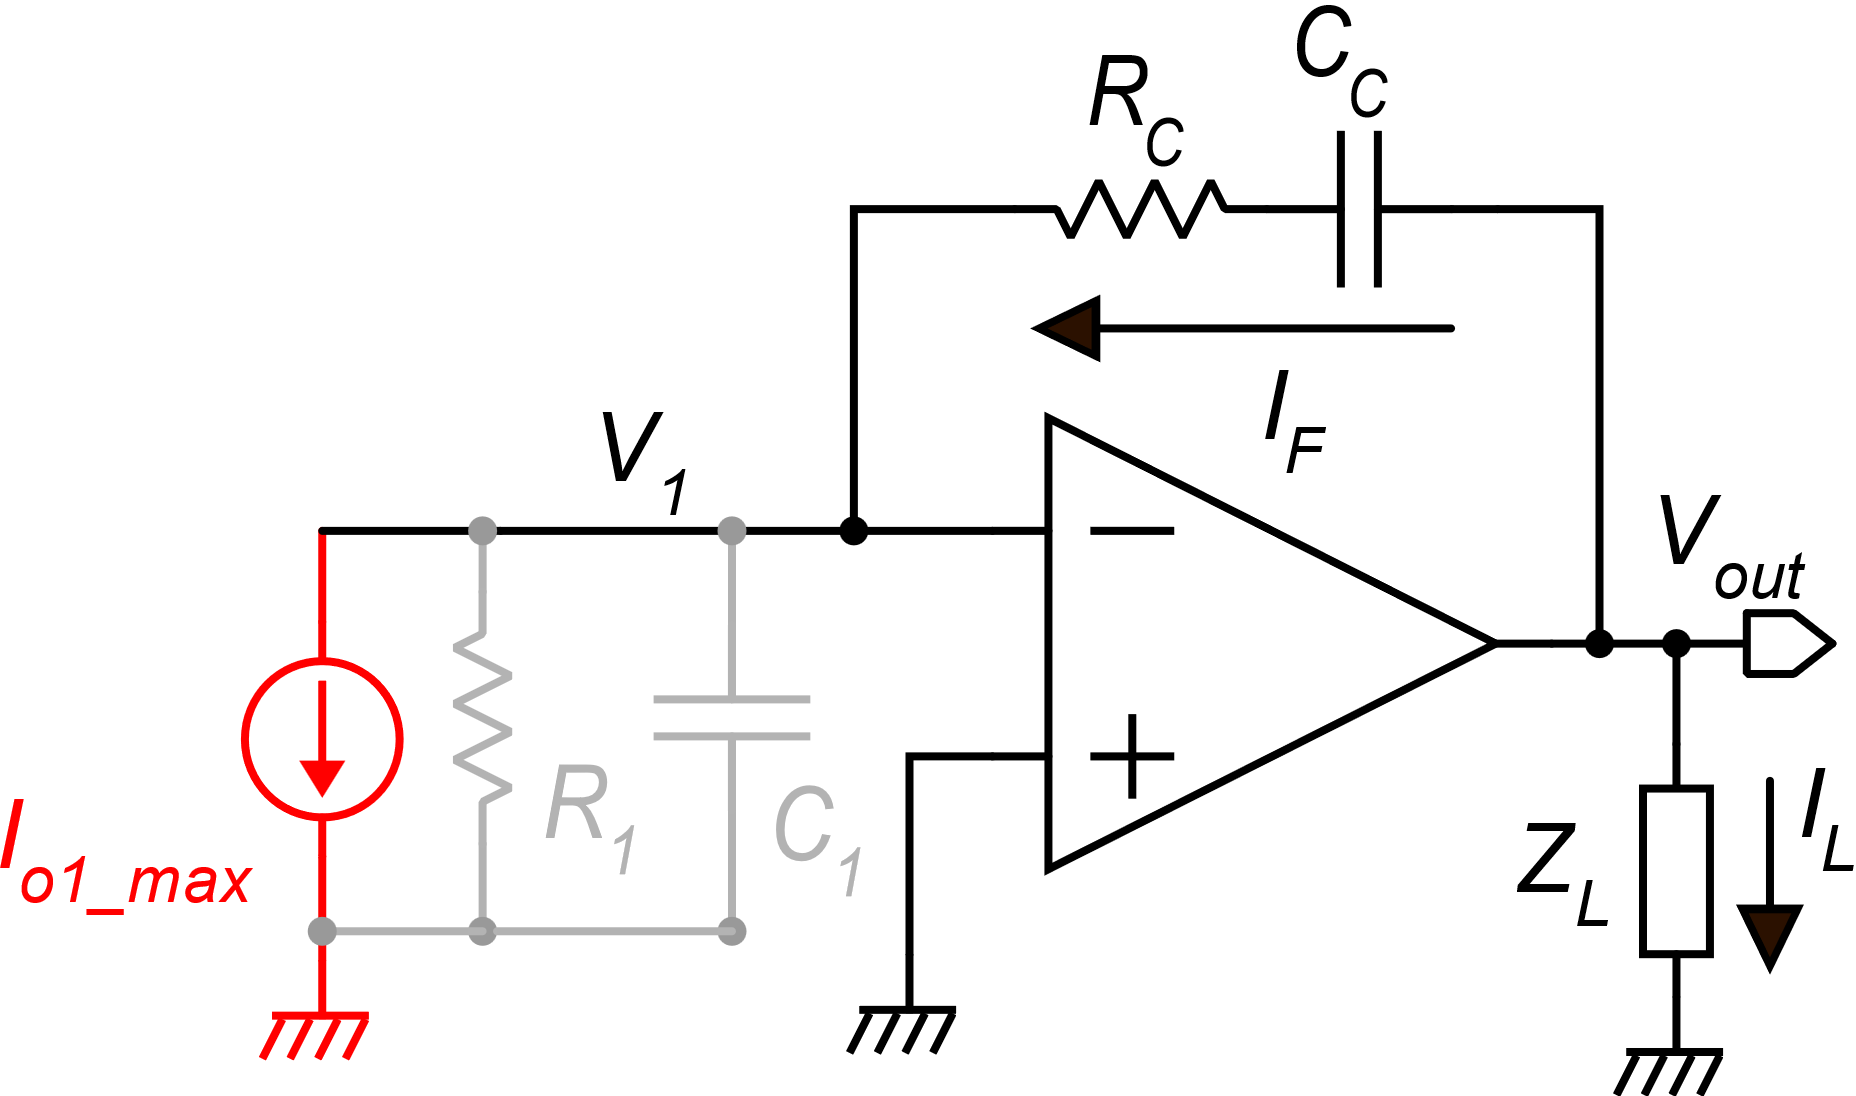 C_C
R_C
I_F
V_1
V_out
−
+
R_1
C_1
I_o1_max
Z_L
I_L